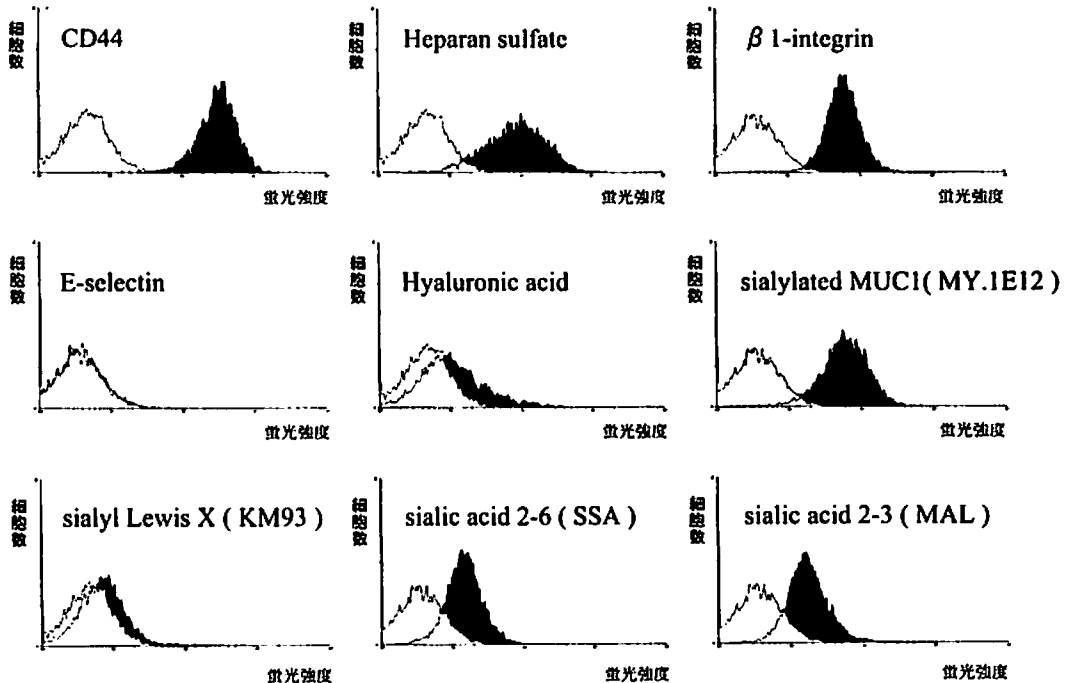 CD44
Heparan sulfate
β 1-integrin
細胞数
細胞数
細胞数
蛍光強度
蛍光強度
蛍光強度
E-selectin
Hyaluronic acid
sialylated MUC1( MY.1E12 )
細胞数
細胞数
細胞数
蛍光強度
蛍光強度
蛍光強度
sialyl Lewis X ( KM93 )
sialic acid 2-6 ( SSA )
sialic acid 2-3 ( MAL )
細胞数
細胞数
細胞数
蛍光強度
蛍光強度
蛍光強度